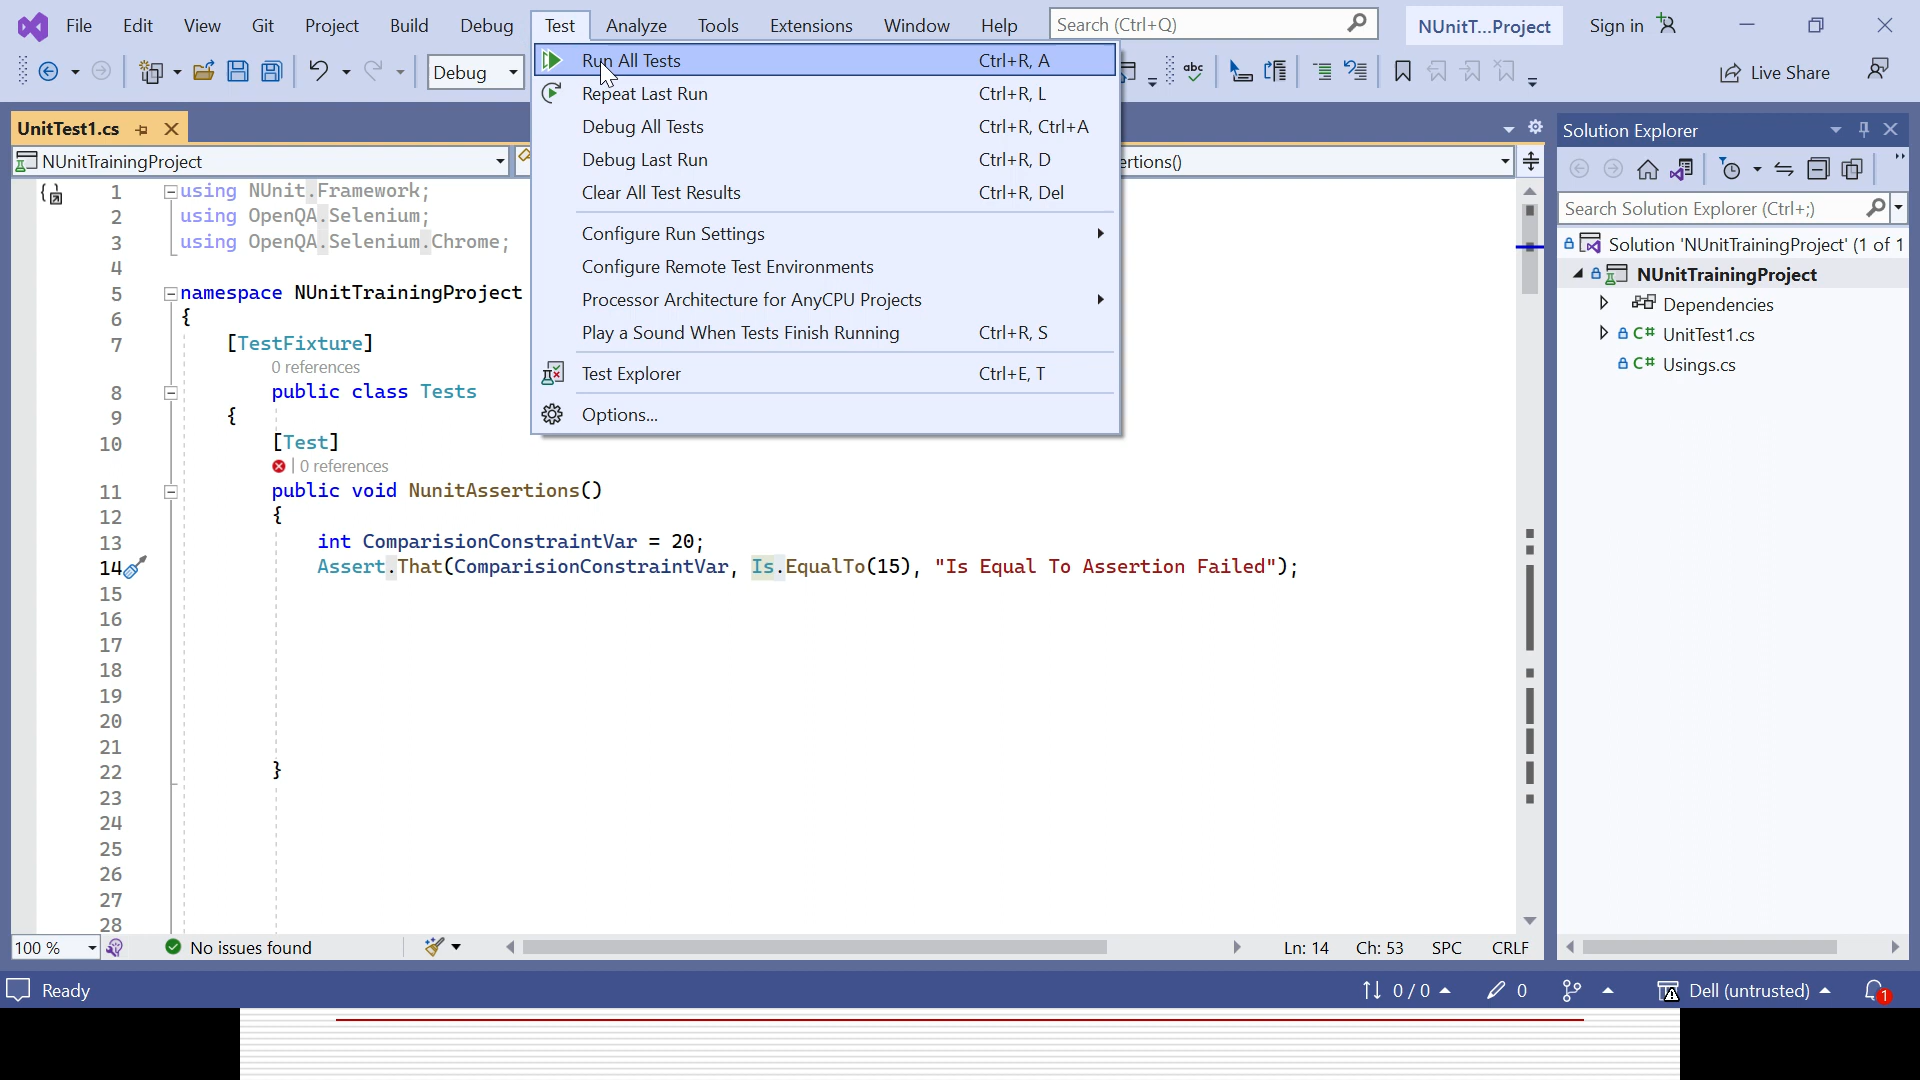 File Edit View Git Project Build Debug Test Analyze Tools Extensions Window Help Search (Ctrl+Q) NUnitT...Project Sign in
Debug Live Share
Run All Tests Ctrl+R, A
Repeat Last Run Ctrl+R, L
Debug All Tests Ctrl+R, Ctrl+A
Debug Last Run Ctrl+R, D
Clear All Test Results Ctrl+R, Del
Configure Run Settings
Configure Remote Test Environments
Processor Architecture for AnyCPU Projects
Play a Sound When Tests Finish Running Ctrl+R, S
Test Explorer Ctrl+E, T
Options...
UnitTest1.cs
NUnitTrainingProject ertions()
1 using NUnit.Framework;
2 using OpenQA.Selenium;
3 using OpenQA.Selenium.Chrome;
4
5 namespace NUnitTrainingProject
6 {
7 [TestFixture]
0 references
8 public class Tests
9 {
10 [Test]
0 references
11 public void NunitAssertions()
12 {
13 int ComparisionConstraintVar = 20;
14 Assert.That(ComparisionConstraintVar, Is.EqualTo(15), "Is Equal To Assertion Failed");
15
16
17
18
19
20
21
22 }
23
24
25
26
27
28
100 % No issues found Ln: 14 Ch: 53 SPC CRLF
Solution Explorer
Search Solution Explorer (Ctrl+;)
Solution 'NUnitTrainingProject' (1 of 1
NUnitTrainingProject
Dependencies
C# UnitTest1.cs
C# Usings.cs
Ready 0 / 0 0 Dell (untrusted) 1